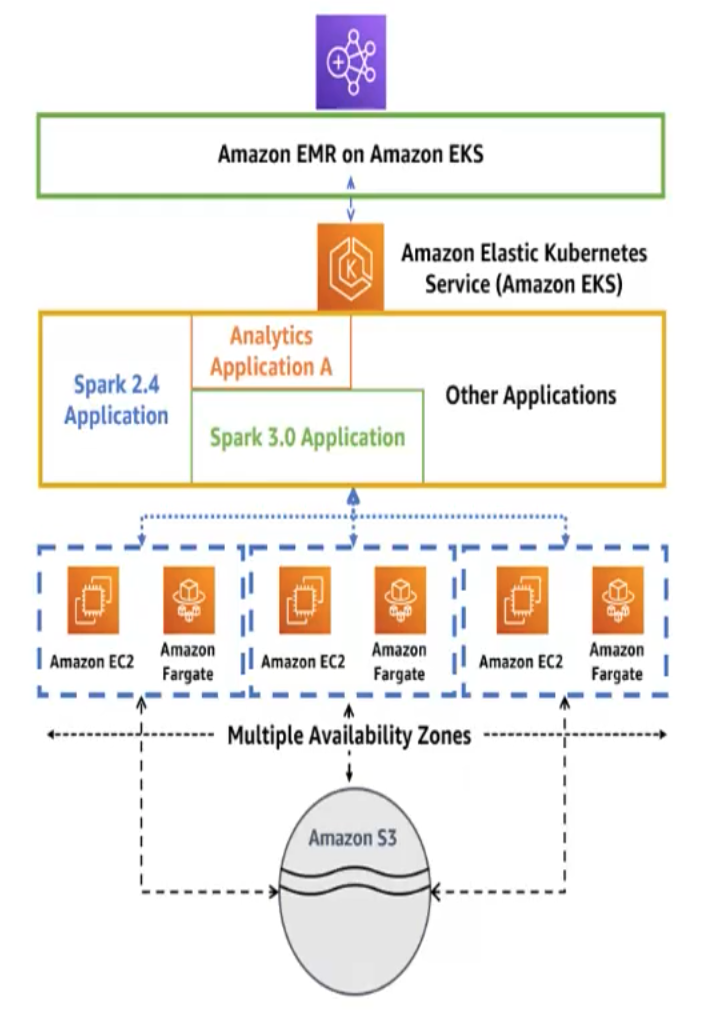 Amazon EMR on Amazon EKS
K
Amazon Elastic Kubernetes
Service (Amazon EKS)
Analytics
Application A
Spark 2.4
Application
Spark 3.0 Application
Other Applications
Amazon EC2
Amazon
Fargate
Amazon EC2
Amazon
Fargate
Amazon EC2
Amazon
Fargate
Multiple Availability Zones
Amazon S3